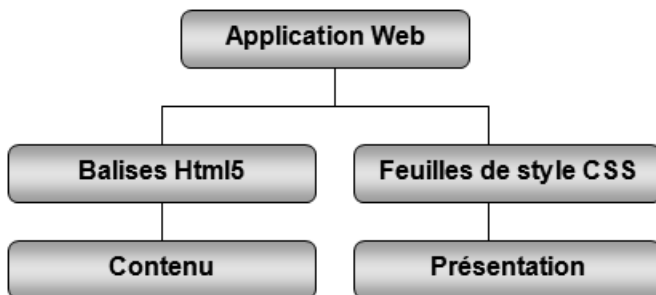 Application Web
Balises Html5
Feuilles de style CSS
Contenu
Présentation